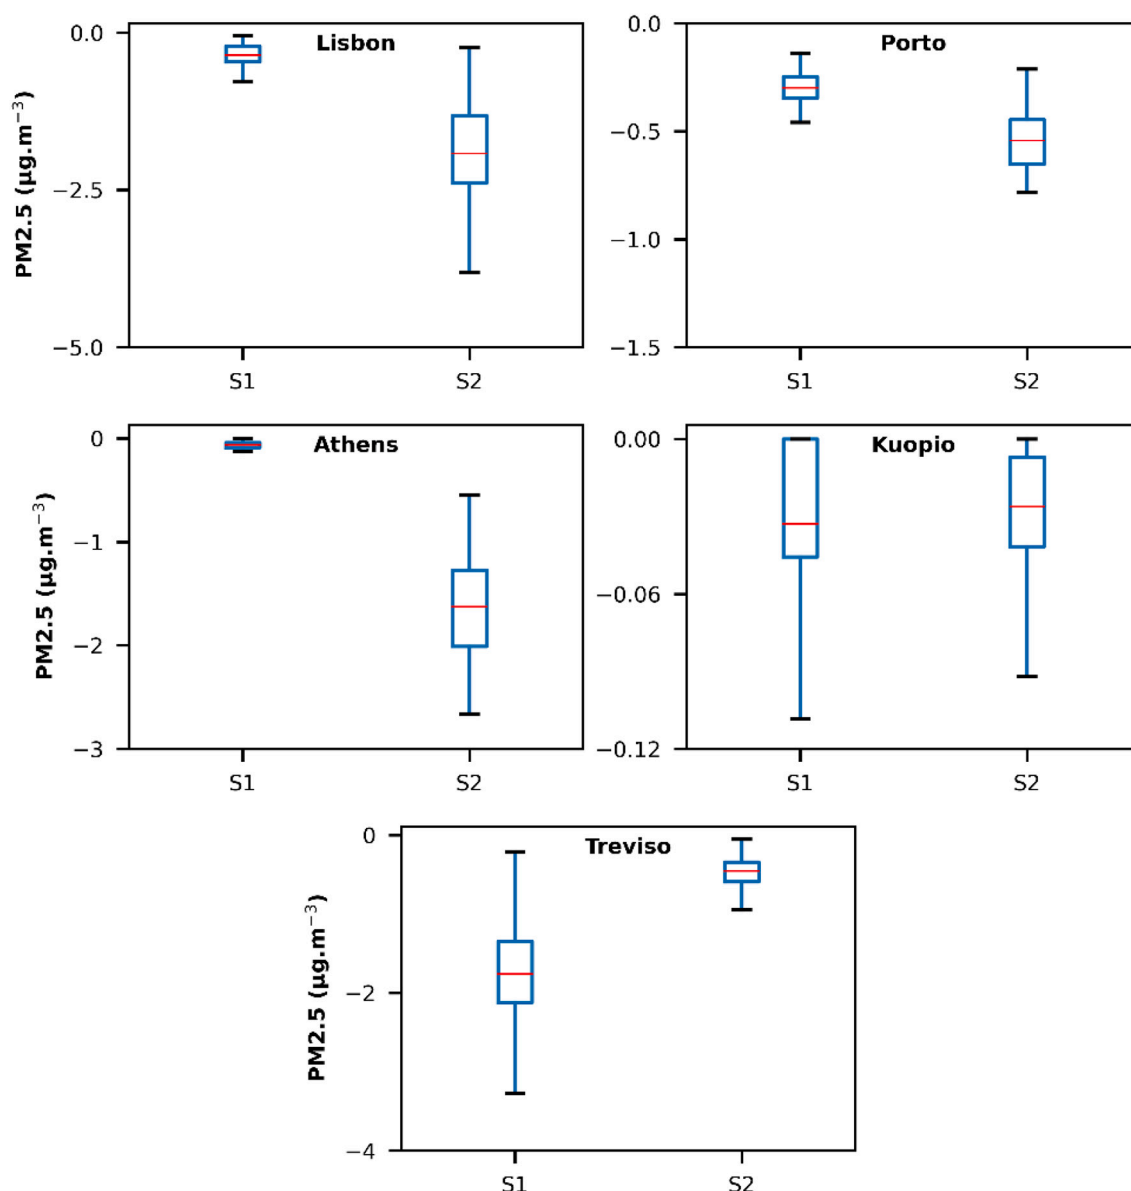 Lisbon
PM2.5 (µg.m⁻³)
0.0
−2.5
−5.0
S1 S2
Porto
0.0
−0.5
−1.0
−1.5
S1 S2
Athens
PM2.5 (µg.m⁻³)
0
−1
−2
−3
S1 S2
Kuopio
0.00
−0.06
−0.12
S1 S2
Treviso
PM2.5 (µg.m⁻³)
0
−2
−4
S1 S2